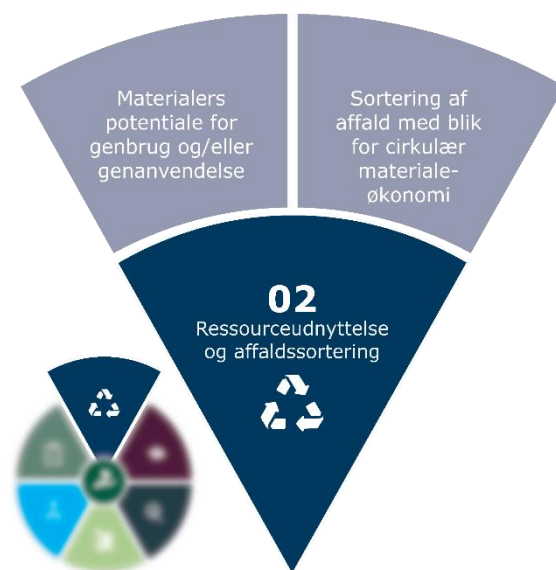 Materialers
potentiale for
genbrug og/eller
genanvendelse
Sortering af
affald med blik
for cirkulær
materiale-
økonomi
02
Ressourceudnyttelse
og affaldssortering